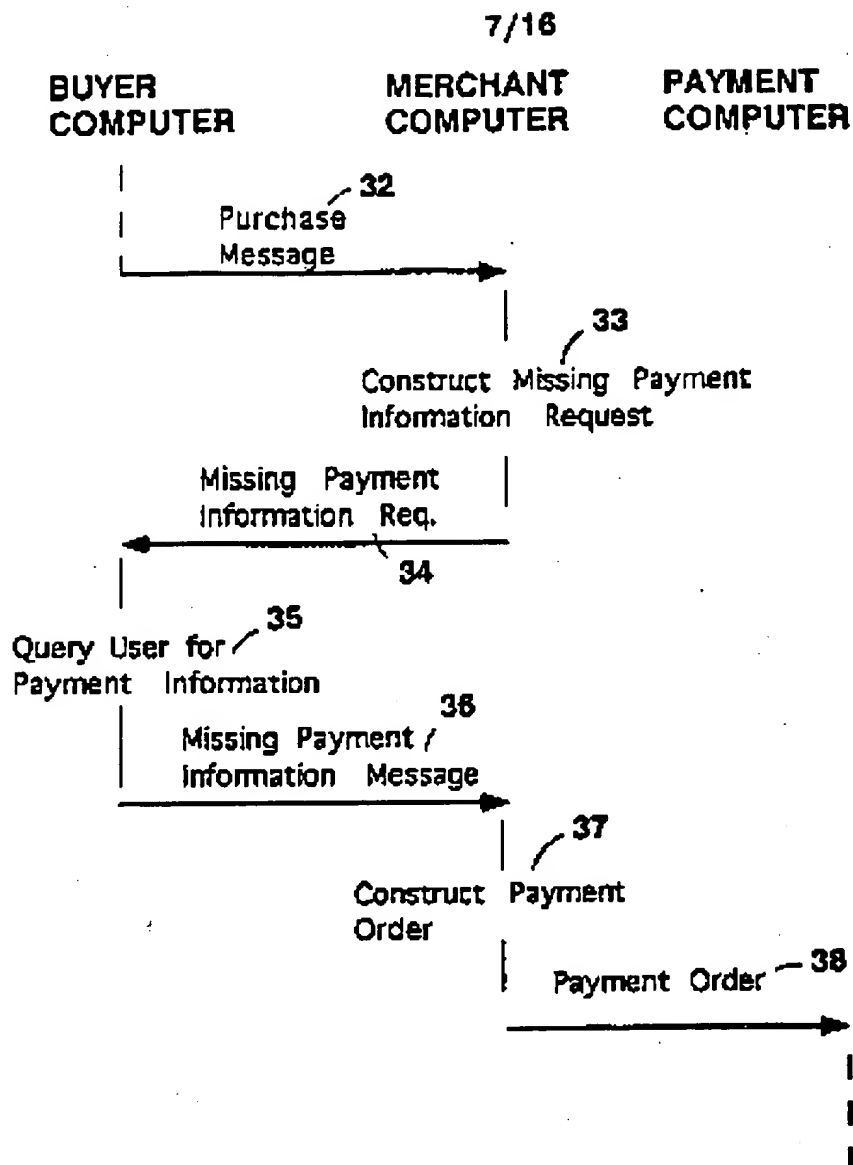 7/16
BUYER
COMPUTER
MERCHANT
COMPUTER
PAYMENT
COMPUTER
32
Purchase
Message
33
Construct Missing Payment
Information Request
Missing Payment
Information Req.
34
35
Query User for
Payment Information
36
Missing Payment
Information Message
37
Construct Payment
Order
38
Payment Order